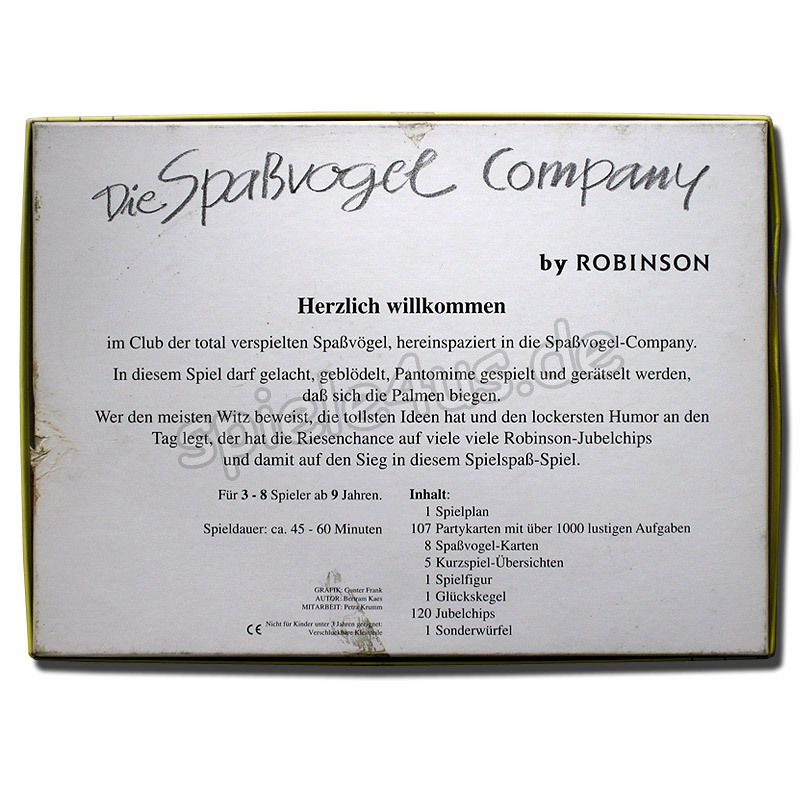 Die Spaßvogel Company
by ROBINSON
Herzlich willkommen
im Club der total verspielten Spaßvögel, hereinspaziert in die Spaßvogel-Company.
In diesem Spiel darf gelacht, geblödelt, Pantomime gespielt und gerätselt werden,
daß sich die Palmen biegen.
Wer den meisten Witz beweist, die tollsten Ideen hat und den lockersten Humor an den
Tag legt, der hat die Riesenchance auf viele viele Robinson-Jubelchips
und damit auf den Sieg in diesem Spielspaß-Spiel.
Für 3 - 8 Spieler ab 9 Jahren.
Spieldauer: ca. 45 - 60 Minuten
Inhalt:
1 Spielplan
107 Partykarten mit über 1000 lustigen Aufgaben
8 Spaßvogel-Karten
5 Kurzspiel-Übersichten
1 Spielfigur
1 Glückskegel
120 Jubelchips
1 Sonderwürfel
GRAFIK: Gunter Frank
AUTOR: Bertram Kaes
MITARBEIT: Petra Krumm
CE Nicht für Kinder unter 3 Jahren geeignet:
Verschluckbare Kleinteile
spiele4us.de